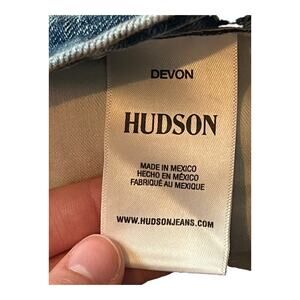 DEVON
HUDSON
MADE IN MEXICO
HECHO EN MÉXICO
FABRIQUÉ AU MEXIQUE
WWW.HUDSONJEANS.COM